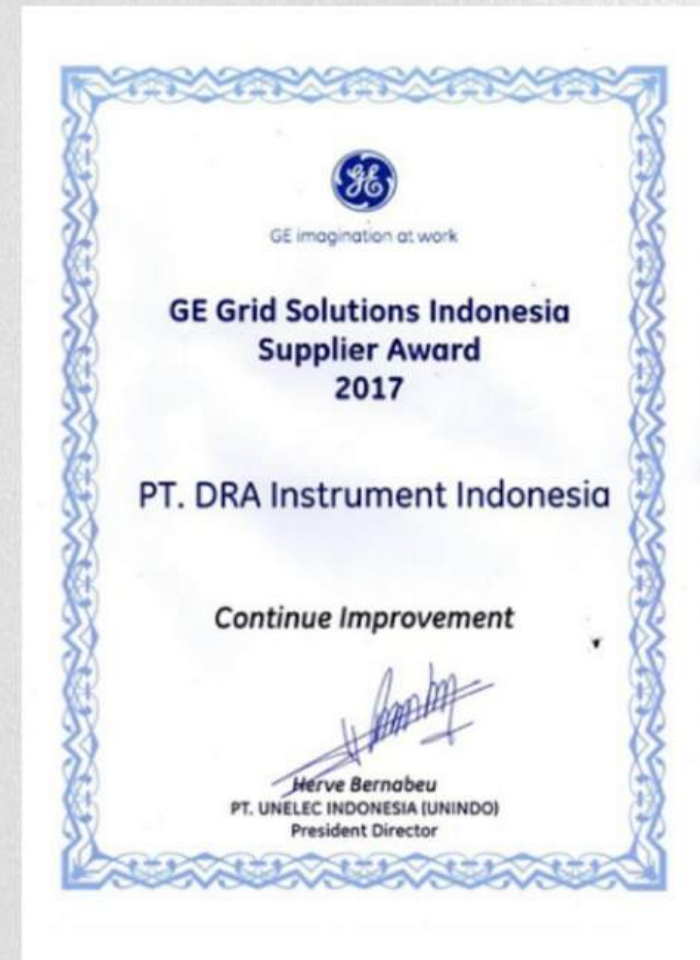 GE
GE imagination at work
GE Grid Solutions Indonesia
Supplier Award
2017
PT. DRA Instrument Indonesia
Continue Improvement
Herve Bernabeu
PT. UNELEC INDONESIA (UNINDO)
President Director